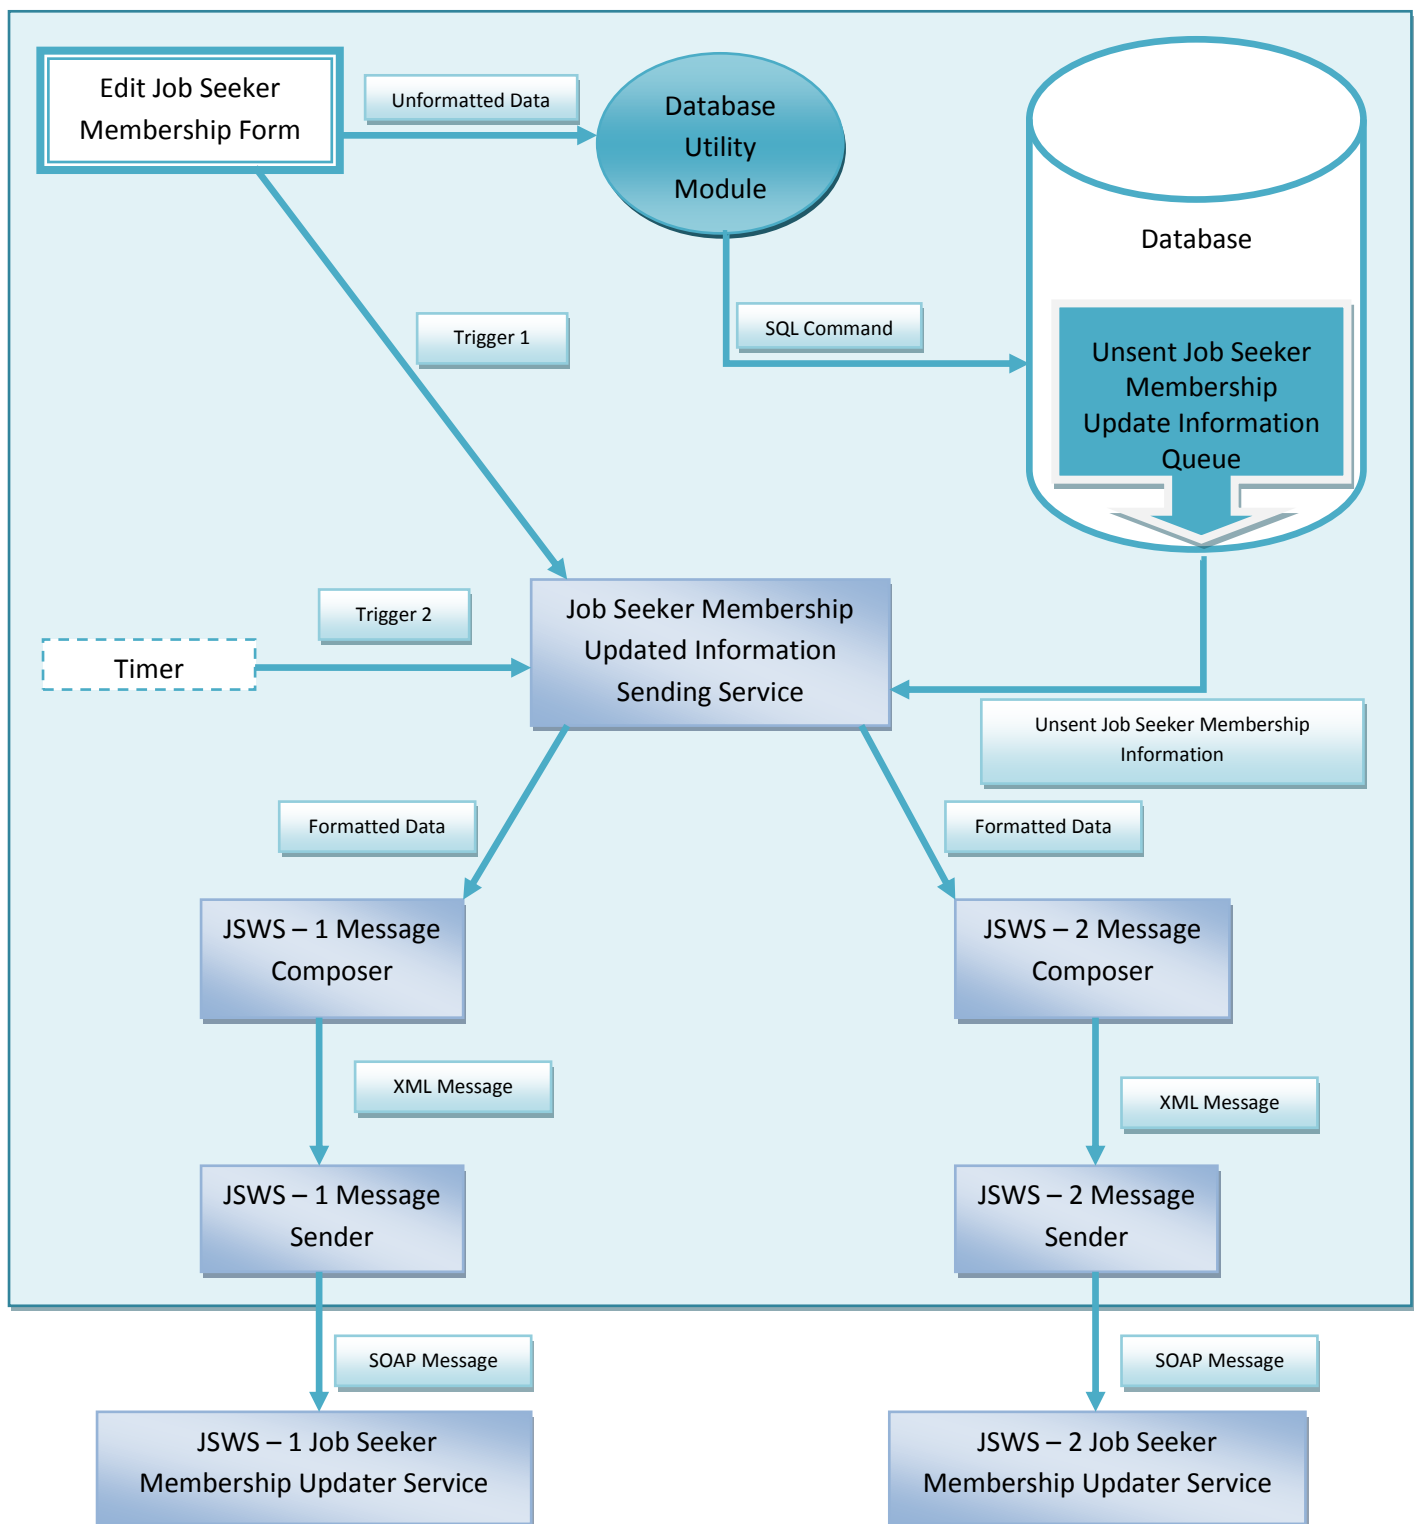 Edit Job Seeker
Membership Form
Unformatted Data
Database
Utility
Module
Database
Trigger 1
SQL Command
Unsent Job Seeker
Membership
Update Information
Queue
Trigger 2
Timer
Job Seeker Membership
Updated Information
Sending Service
Unsent Job Seeker Membership
Information
Formatted Data
Formatted Data
JSWS – 1 Message
Composer
JSWS – 2 Message
Composer
XML Message
XML Message
JSWS – 1 Message
Sender
JSWS – 2 Message
Sender
SOAP Message
SOAP Message
JSWS – 1 Job Seeker
Membership Updater Service
JSWS – 2 Job Seeker
Membership Updater Service